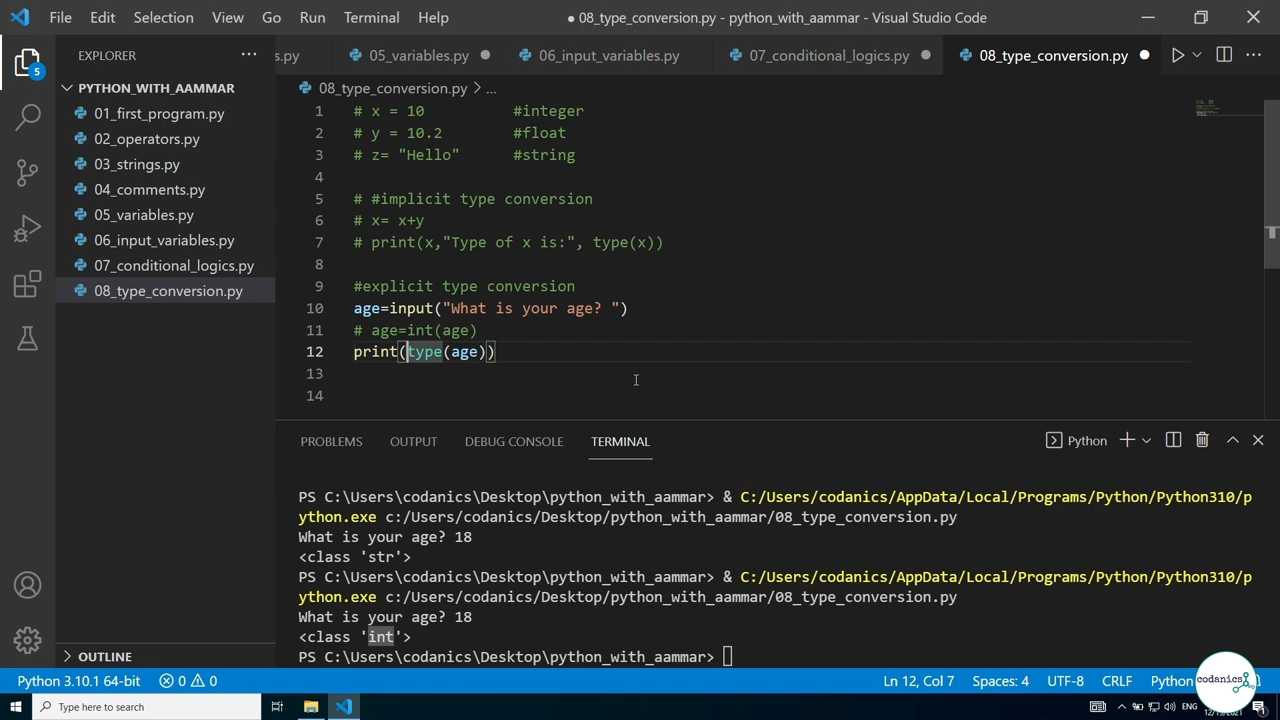 File Edit Selection View Go Run Terminal Help ● 08_type_conversion.py - python_with_aammar - Visual Studio Code
EXPLORER
s.py 05_variables.py 06_input_variables.py 07_conditional_logics.py 08_type_conversion.py
5
PYTHON_WITH_AAMMAR
01_first_program.py
02_operators.py
03_strings.py
04_comments.py
05_variables.py
06_input_variables.py
07_conditional_logics.py
08_type_conversion.py
08_type_conversion.py > ...
1 # x = 10 #integer
2 # y = 10.2 #float
3 # z= "Hello" #string
4
5 # #implicit type conversion
6 # x= x+y
7 # print(x,"Type of x is:", type(x))
8
9 #explicit type conversion
10 age=input("What is your age? ")
11 # age=int(age)
12 print(type(age))
13
14
PROBLEMS OUTPUT DEBUG CONSOLE TERMINAL Python
PS C:\Users\codanics\Desktop\python_with_aammar> & C:/Users/codanics/AppData/Local/Programs/Python/Python310/p
ython.exe c:/Users/codanics/Desktop/python_with_aammar/08_type_conversion.py
What is your age? 18
<class 'str'>
PS C:\Users\codanics\Desktop\python_with_aammar> & C:/Users/codanics/AppData/Local/Programs/Python/Python310/p
ython.exe c:/Users/codanics/Desktop/python_with_aammar/08_type_conversion.py
What is your age? 18
<class 'int'>
PS C:\Users\codanics\Desktop\python_with_aammar>
OUTLINE
Python 3.10.1 64-bit 0 0 Ln 12, Col 7 Spaces: 4 UTF-8 CRLF Python
codanics
Type here to search
ENG